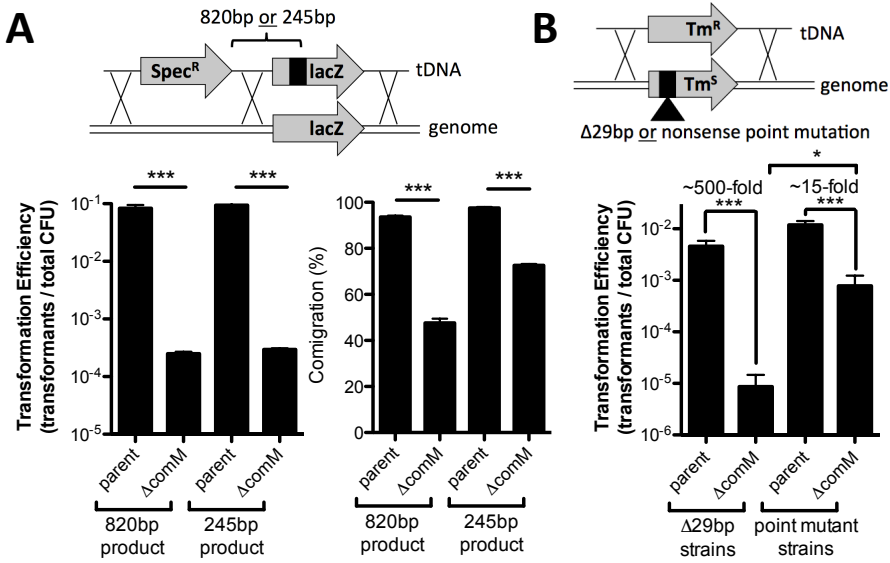 A
820bp or 245bp
Spec^R
lacZ
tDNA
lacZ
genome
Transformation Efficiency
(transformants / total CFU)
10^-1
10^-2
10^-3
10^-4
10^-5
***
***
parent
ΔcomM
parent
ΔcomM
820bp
product
245bp
product
Comigration (%)
100
80
60
40
20
0
***
***
parent
ΔcomM
parent
ΔcomM
820bp
product
245bp
product
B
Tm^R
tDNA
Tm^S
genome
Δ29bp or nonsense point mutation
Transformation Efficiency
(transformants / total CFU)
10^-2
10^-3
10^-4
10^-5
10^-6
*
~500-fold
~15-fold
***
***
parent
ΔcomM
parent
ΔcomM
Δ29bp
strains
point mutant
strains